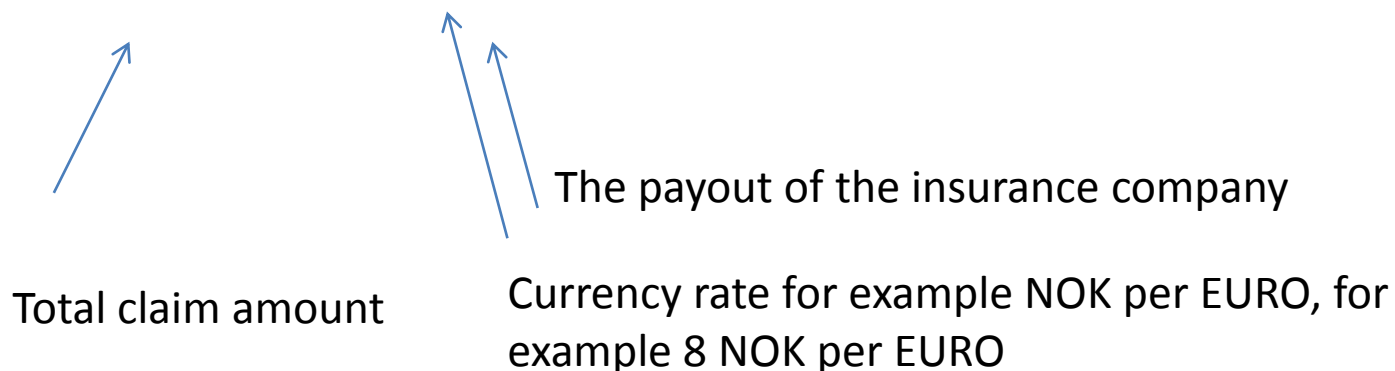 The payout of the insurance company
Total claim amount
Currency rate for example NOK per EURO, for
example 8 NOK per EURO